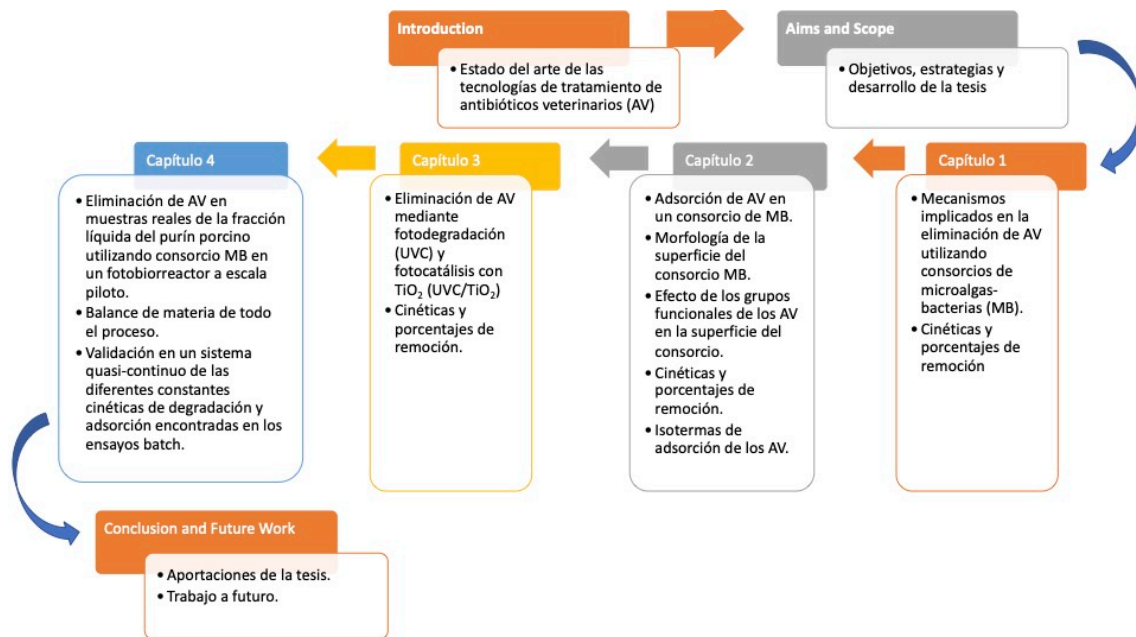 Introduction
• Estado del arte de las
tecnologías de tratamiento de
antibióticos veterinarios (AV)
Aims and Scope
• Objetivos, estrategias y
desarrollo de la tesis
Capítulo 1
• Mecanismos
implicados en la
eliminación de AV
utilizando
consorcios de
microalgas-
bacterias (MB).
• Cinéticas y
porcentajes de
remoción
Capítulo 2
• Adsorción de AV en
un consorcio de MB.
• Morfología de la
superficie del
consorcio MB.
• Efecto de los grupos
funcionales de los AV
en la superficie del
consorcio.
• Cinéticas y
porcentajes de
remoción.
• Isotermas de
adsorción de los AV.
Capítulo 3
• Eliminación de AV
mediante
fotodegradación
(UVC) y
fotocatálisis con
TiO₂ (UVC/TiO₂)
• Cinéticas y
porcentajes de
remoción.
Capítulo 4
• Eliminación de AV en
muestras reales de la fracción
líquida del purín porcino
utilizando consorcio MB en
un fotobiorreactor a escala
piloto.
• Balance de materia de todo
el proceso.
• Validación en un sistema
quasi-continuo de las
diferentes constantes
cinéticas de degradación y
adsorción encontradas en los
ensayos batch.
Conclusion and Future Work
• Aportaciones de la tesis.
• Trabajo a futuro.